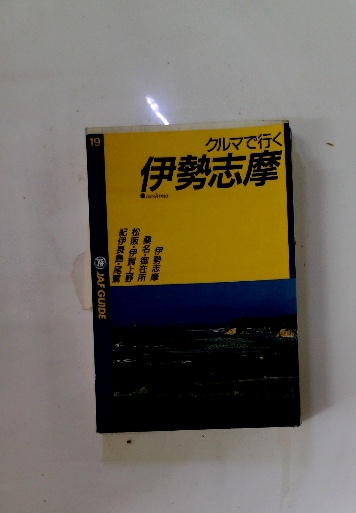 19
クルマで行く
伊勢志摩
伊勢志摩
桑名・御在所
松阪・伊賀上野
紀伊長島・尾鷲
JAF GUIDE